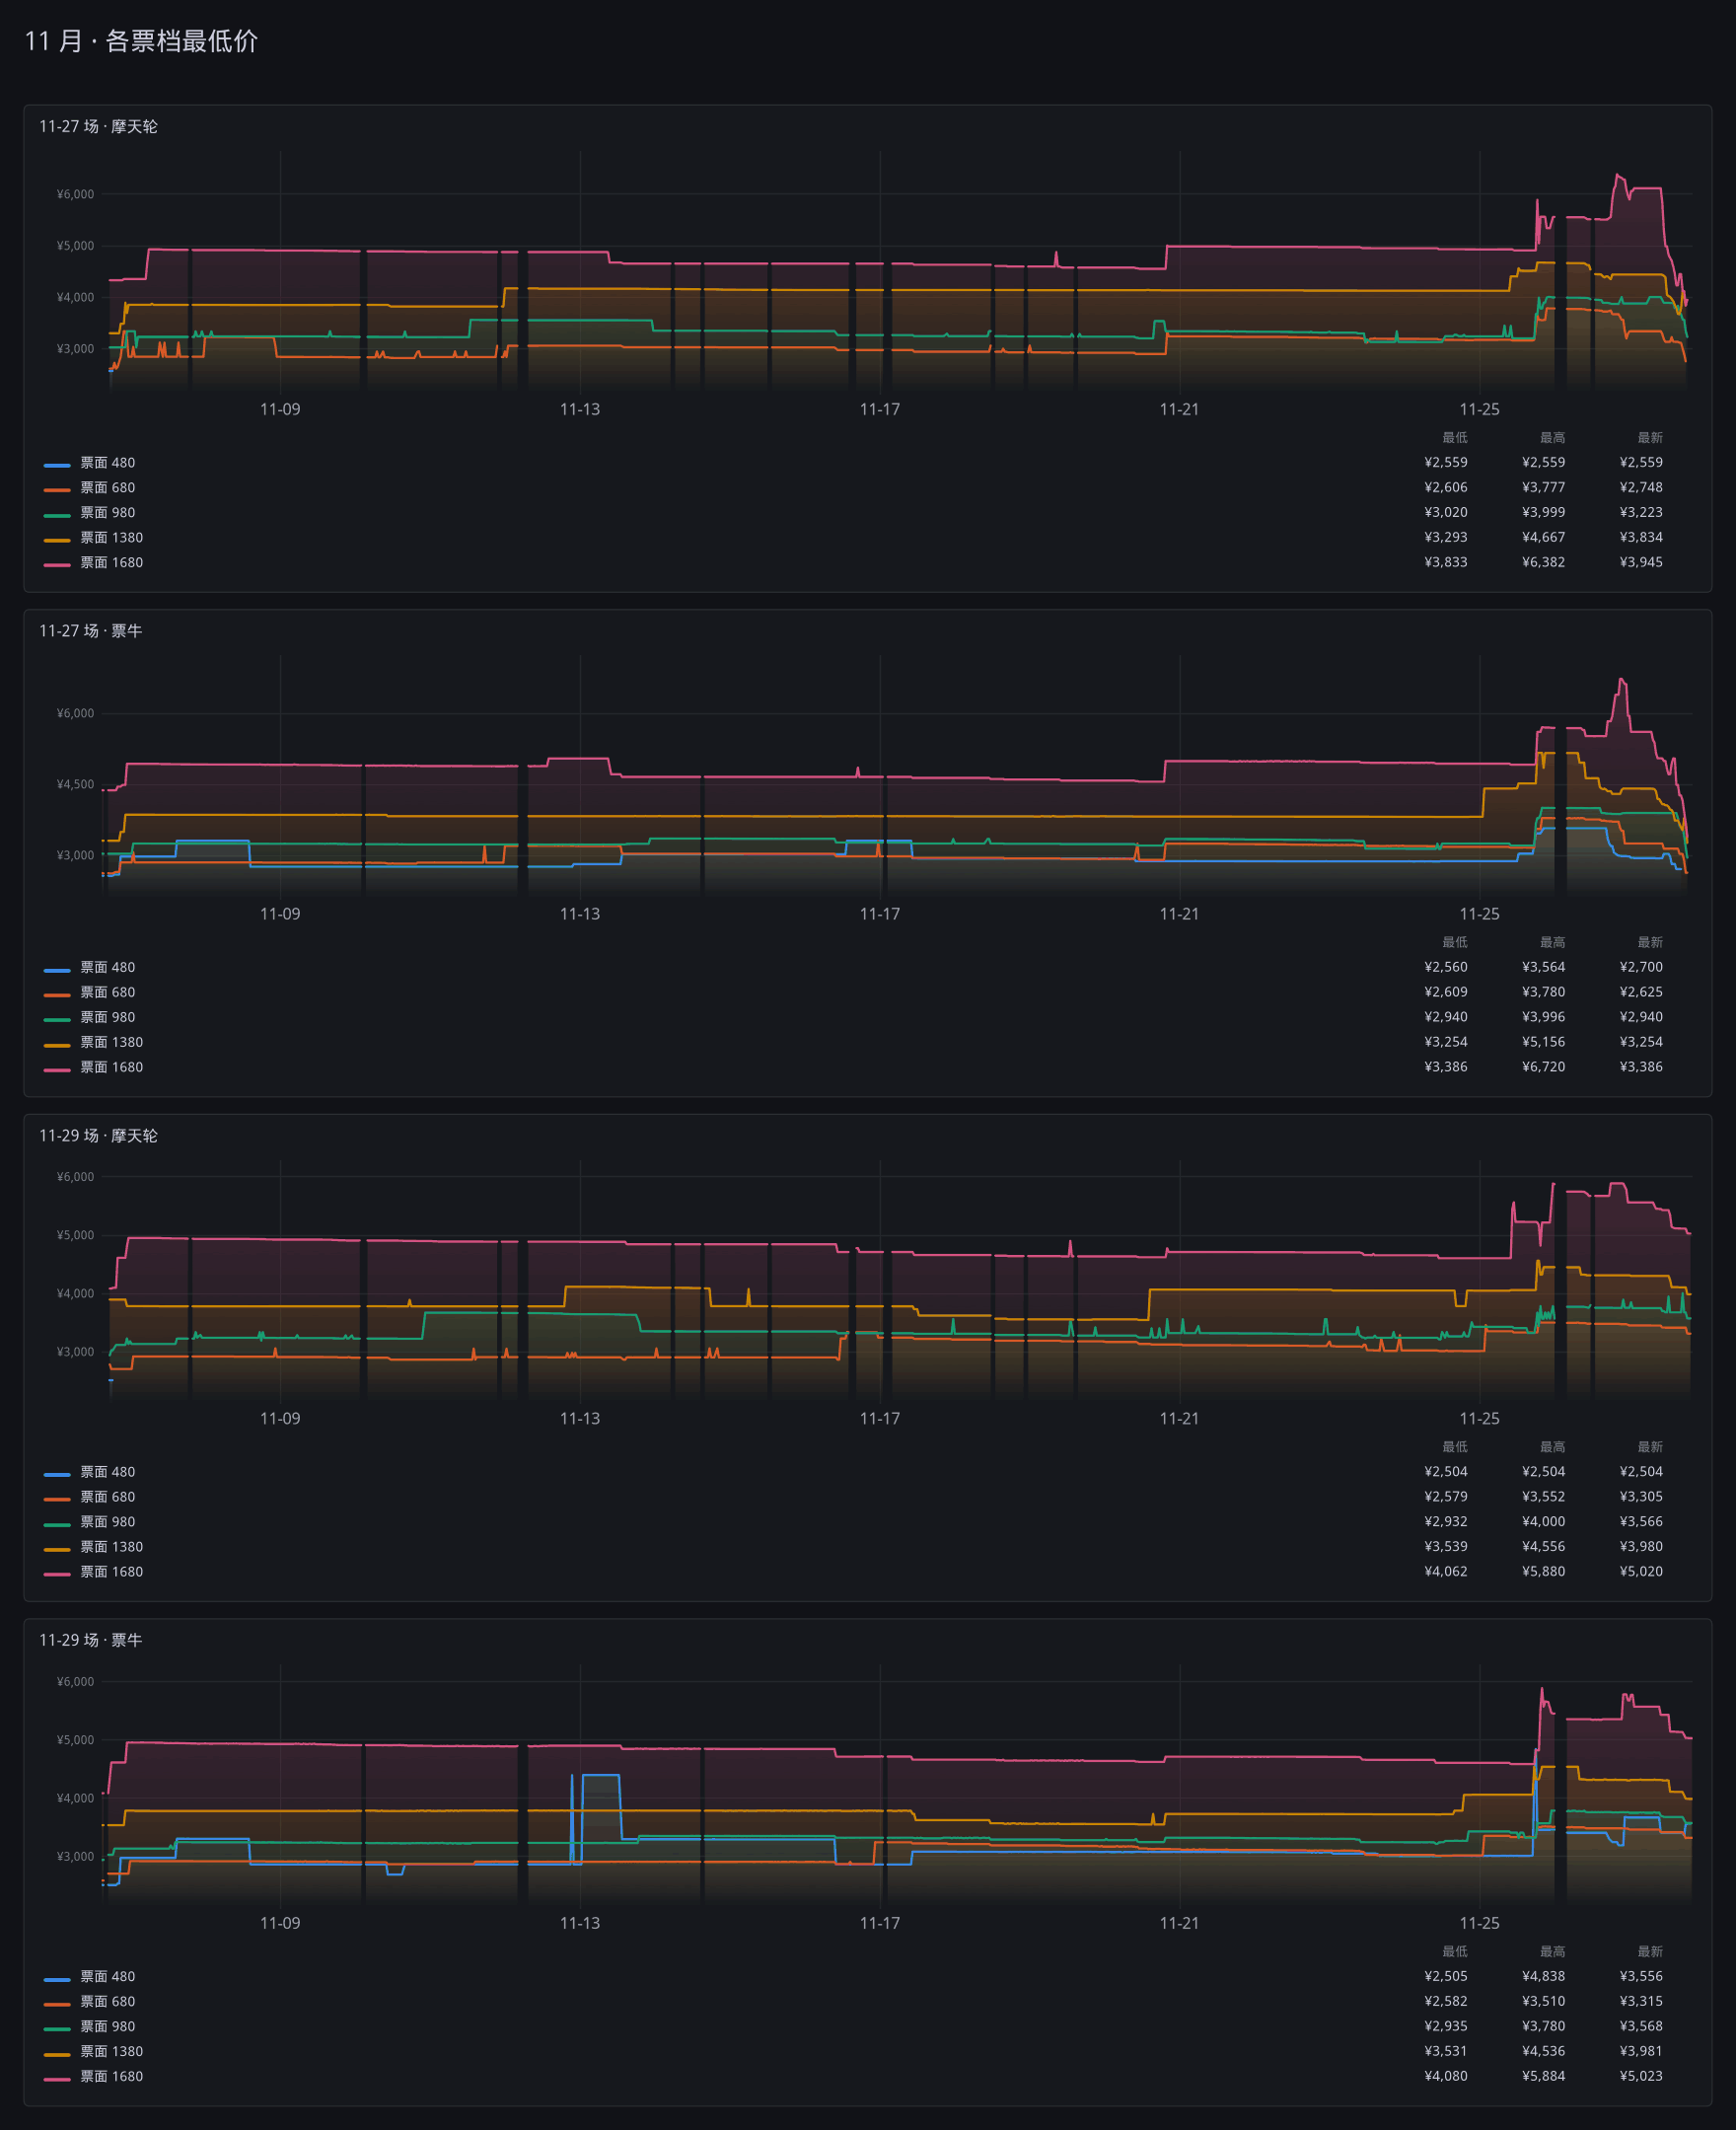 11 月 · 各票档最低价
11-27 场 · 摩天轮
¥6,000
¥5,000
¥4,000
¥3,000
11-09 11-13 11-17 11-21 11-25
最低 最高 最新
票面 480 ¥2,559 ¥2,559 ¥2,559
票面 680 ¥2,606 ¥3,777 ¥2,748
票面 980 ¥3,020 ¥3,999 ¥3,223
票面 1380 ¥3,293 ¥4,667 ¥3,834
票面 1680 ¥3,833 ¥6,382 ¥3,945
11-27 场 · 票牛
¥6,000
¥4,500
¥3,000
11-09 11-13 11-17 11-21 11-25
最低 最高 最新
票面 480 ¥2,560 ¥3,564 ¥2,700
票面 680 ¥2,609 ¥3,780 ¥2,625
票面 980 ¥2,940 ¥3,996 ¥2,940
票面 1380 ¥3,254 ¥5,156 ¥3,254
票面 1680 ¥3,386 ¥6,720 ¥3,386
11-29 场 · 摩天轮
¥6,000
¥5,000
¥4,000
¥3,000
11-09 11-13 11-17 11-21 11-25
最低 最高 最新
票面 480 ¥2,504 ¥2,504 ¥2,504
票面 680 ¥2,579 ¥3,552 ¥3,305
票面 980 ¥2,932 ¥4,000 ¥3,566
票面 1380 ¥3,539 ¥4,556 ¥3,980
票面 1680 ¥4,062 ¥5,880 ¥5,020
11-29 场 · 票牛
¥6,000
¥5,000
¥4,000
¥3,000
11-09 11-13 11-17 11-21 11-25
最低 最高 最新
票面 480 ¥2,505 ¥4,838 ¥3,556
票面 680 ¥2,582 ¥3,510 ¥3,315
票面 980 ¥2,935 ¥3,780 ¥3,568
票面 1380 ¥3,531 ¥4,536 ¥3,981
票面 1680 ¥4,080 ¥5,884 ¥5,023